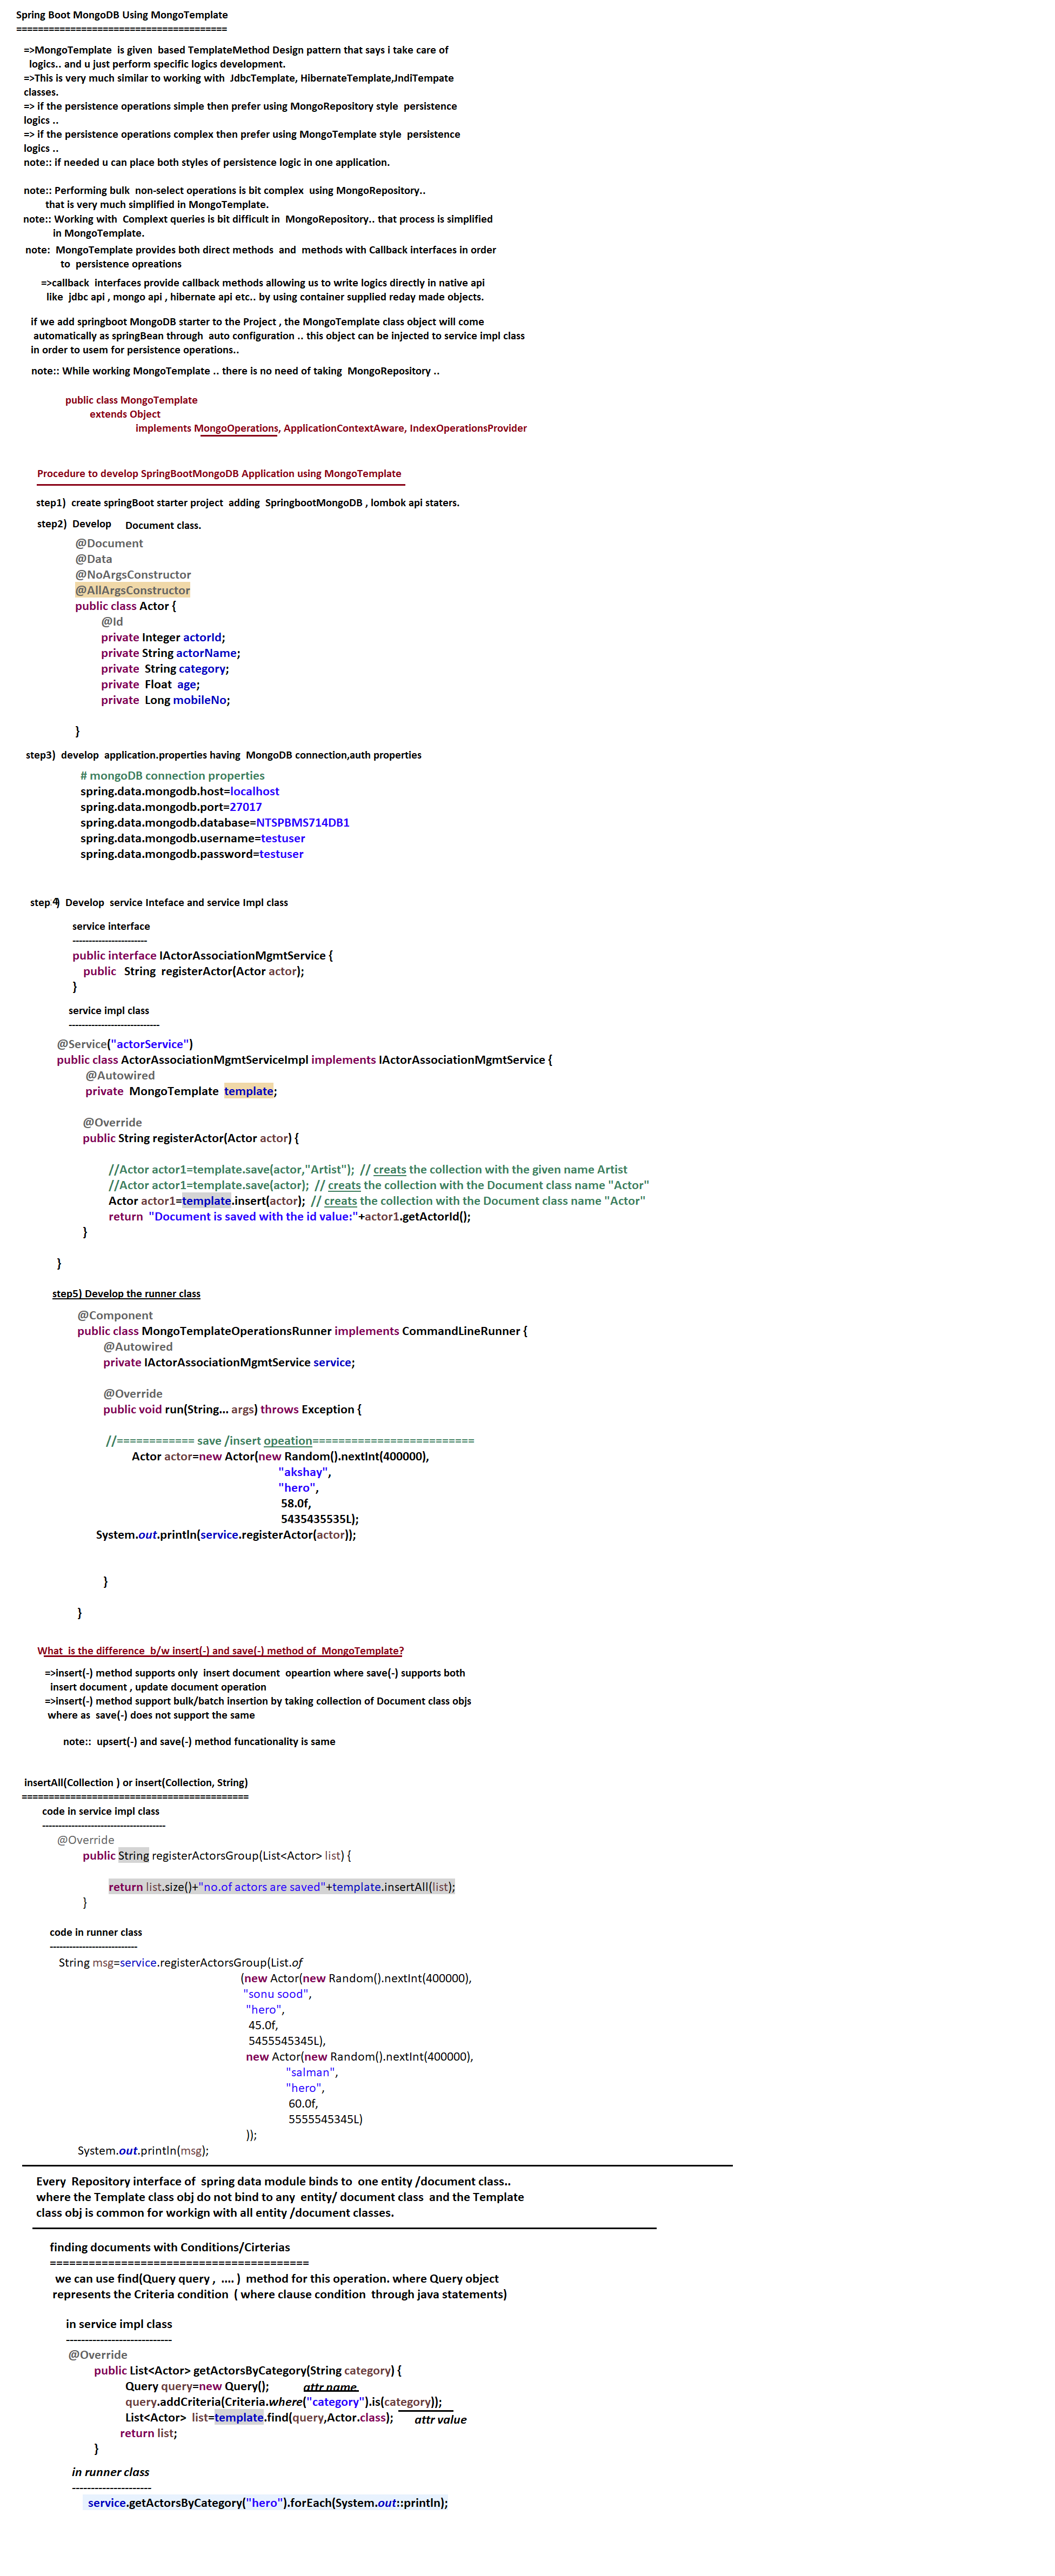 Spring Boot MongoDB Using MongoTemplate
========================================
=>MongoTemplate is given based TemplateMethod Design pattern that says i take care of
logics.. and u just perform specific logics development.
=>This is very much similar to working with JdbcTemplate, HibernateTemplate,JndiTempate
classes.
=> if the persistence operations simple then prefer using MongoRepository style persistence
logics ..
=> if the persistence operations complex then prefer using MongoTemplate style persistence
logics ..
note:: if needed u can place both styles of persistence logic in one application.
note:: Performing bulk non-select operations is bit complex using MongoRepository..
that is very much simplified in MongoTemplate.
note:: Working with Complext queries is bit difficult in MongoRepository.. that process is simplified
in MongoTemplate.
note: MongoTemplate provides both direct methods and methods with Callback interfaces in order
to persistence opreations
=>callback interfaces provide callback methods allowing us to write logics directly in native api
like jdbc api , mongo api , hibernate api etc.. by using container supplied reday made objects.
if we add springboot MongoDB starter to the Project , the MongoTemplate class object will come
automatically as springBean through auto configuration .. this object can be injected to service impl class
in order to usem for persistence operations..
note:: While working MongoTemplate .. there is no need of taking MongoRepository ..
public class MongoTemplate
extends Object
implements MongoOperations, ApplicationContextAware, IndexOperationsProvider
Procedure to develop SpringBootMongoDB Application using MongoTemplate
step1) create springBoot starter project adding SpringbootMongoDB , lombok api staters.
step2) Develop Document class.
@Document
@Data
@NoArgsConstructor
@AllArgsConstructor
public class Actor {
@Id
private Integer actorId;
private String actorName;
private String category;
private Float age;
private Long mobileNo;
}
step3) develop application.properties having MongoDB connection,auth properties
# mongoDB connection properties
spring.data.mongodb.host=localhost
spring.data.mongodb.port=27017
spring.data.mongodb.database=NTSPBMS714DB1
spring.data.mongodb.username=testuser
spring.data.mongodb.password=testuser
step 4) Develop service Inteface and service Impl class
service interface
-----------------------
public interface IActorAssociationMgmtService {
public String registerActor(Actor actor);
}
service impl class
----------------------------
@Service("actorService")
public class ActorAssociationMgmtServiceImpl implements IActorAssociationMgmtService {
@Autowired
private MongoTemplate template;
@Override
public String registerActor(Actor actor) {
//Actor actor1=template.save(actor,"Artist"); // creats the collection with the given name Artist
//Actor actor1=template.save(actor); // creats the collection with the Document class name "Actor"
Actor actor1=template.insert(actor); // creats the collection with the Document class name "Actor"
return "Document is saved with the id value:"+actor1.getActorId();
}
}
step5) Develop the runner class
@Component
public class MongoTemplateOperationsRunner implements CommandLineRunner {
@Autowired
private IActorAssociationMgmtService service;
@Override
public void run(String... args) throws Exception {
//============ save /insert opeation=========================
Actor actor=new Actor(new Random().nextInt(400000),
"akshay",
"hero",
58.0f,
5435435535L);
System.out.println(service.registerActor(actor));
}
}
What is the difference b/w insert(-) and save(-) method of MongoTemplate?
=>insert(-) method supports only insert document opeartion where save(-) supports both
insert document , update document operation
=>insert(-) method support bulk/batch insertion by taking collection of Document class objs
where as save(-) does not support the same
note:: upsert(-) and save(-) method funcationality is same
insertAll(Collection ) or insert(Collection, String)
===========================================
code in service impl class
--------------------------------------
@Override
public String registerActorsGroup(List<Actor> list) {
return list.size()+"no.of actors are saved"+template.insertAll(list);
}
code in runner class
---------------------------
String msg=service.registerActorsGroup(List.of
(new Actor(new Random().nextInt(400000),
"sonu sood",
"hero",
45.0f,
5455545345L),
new Actor(new Random().nextInt(400000),
"salman",
"hero",
60.0f,
5555545345L)
));
System.out.println(msg);
Every Repository interface of spring data module binds to one entity /document class..
where the Template class obj do not bind to any entity/ document class and the Template
class obj is common for workign with all entity /document classes.
finding documents with Conditions/Cirterias
========================================
we can use find(Query query , .... ) method for this operation. where Query object
represents the Criteria condition ( where clause condition through java statements)
in service impl class
----------------------------
@Override
public List<Actor> getActorsByCategory(String category) {
Query query=new Query(); attr name
query.addCriteria(Criteria.where("category").is(category));
List<Actor> list=template.find(query,Actor.class); attr value
return list;
}
in runner class
---------------------
service.getActorsByCategory("hero").forEach(System.out::println);